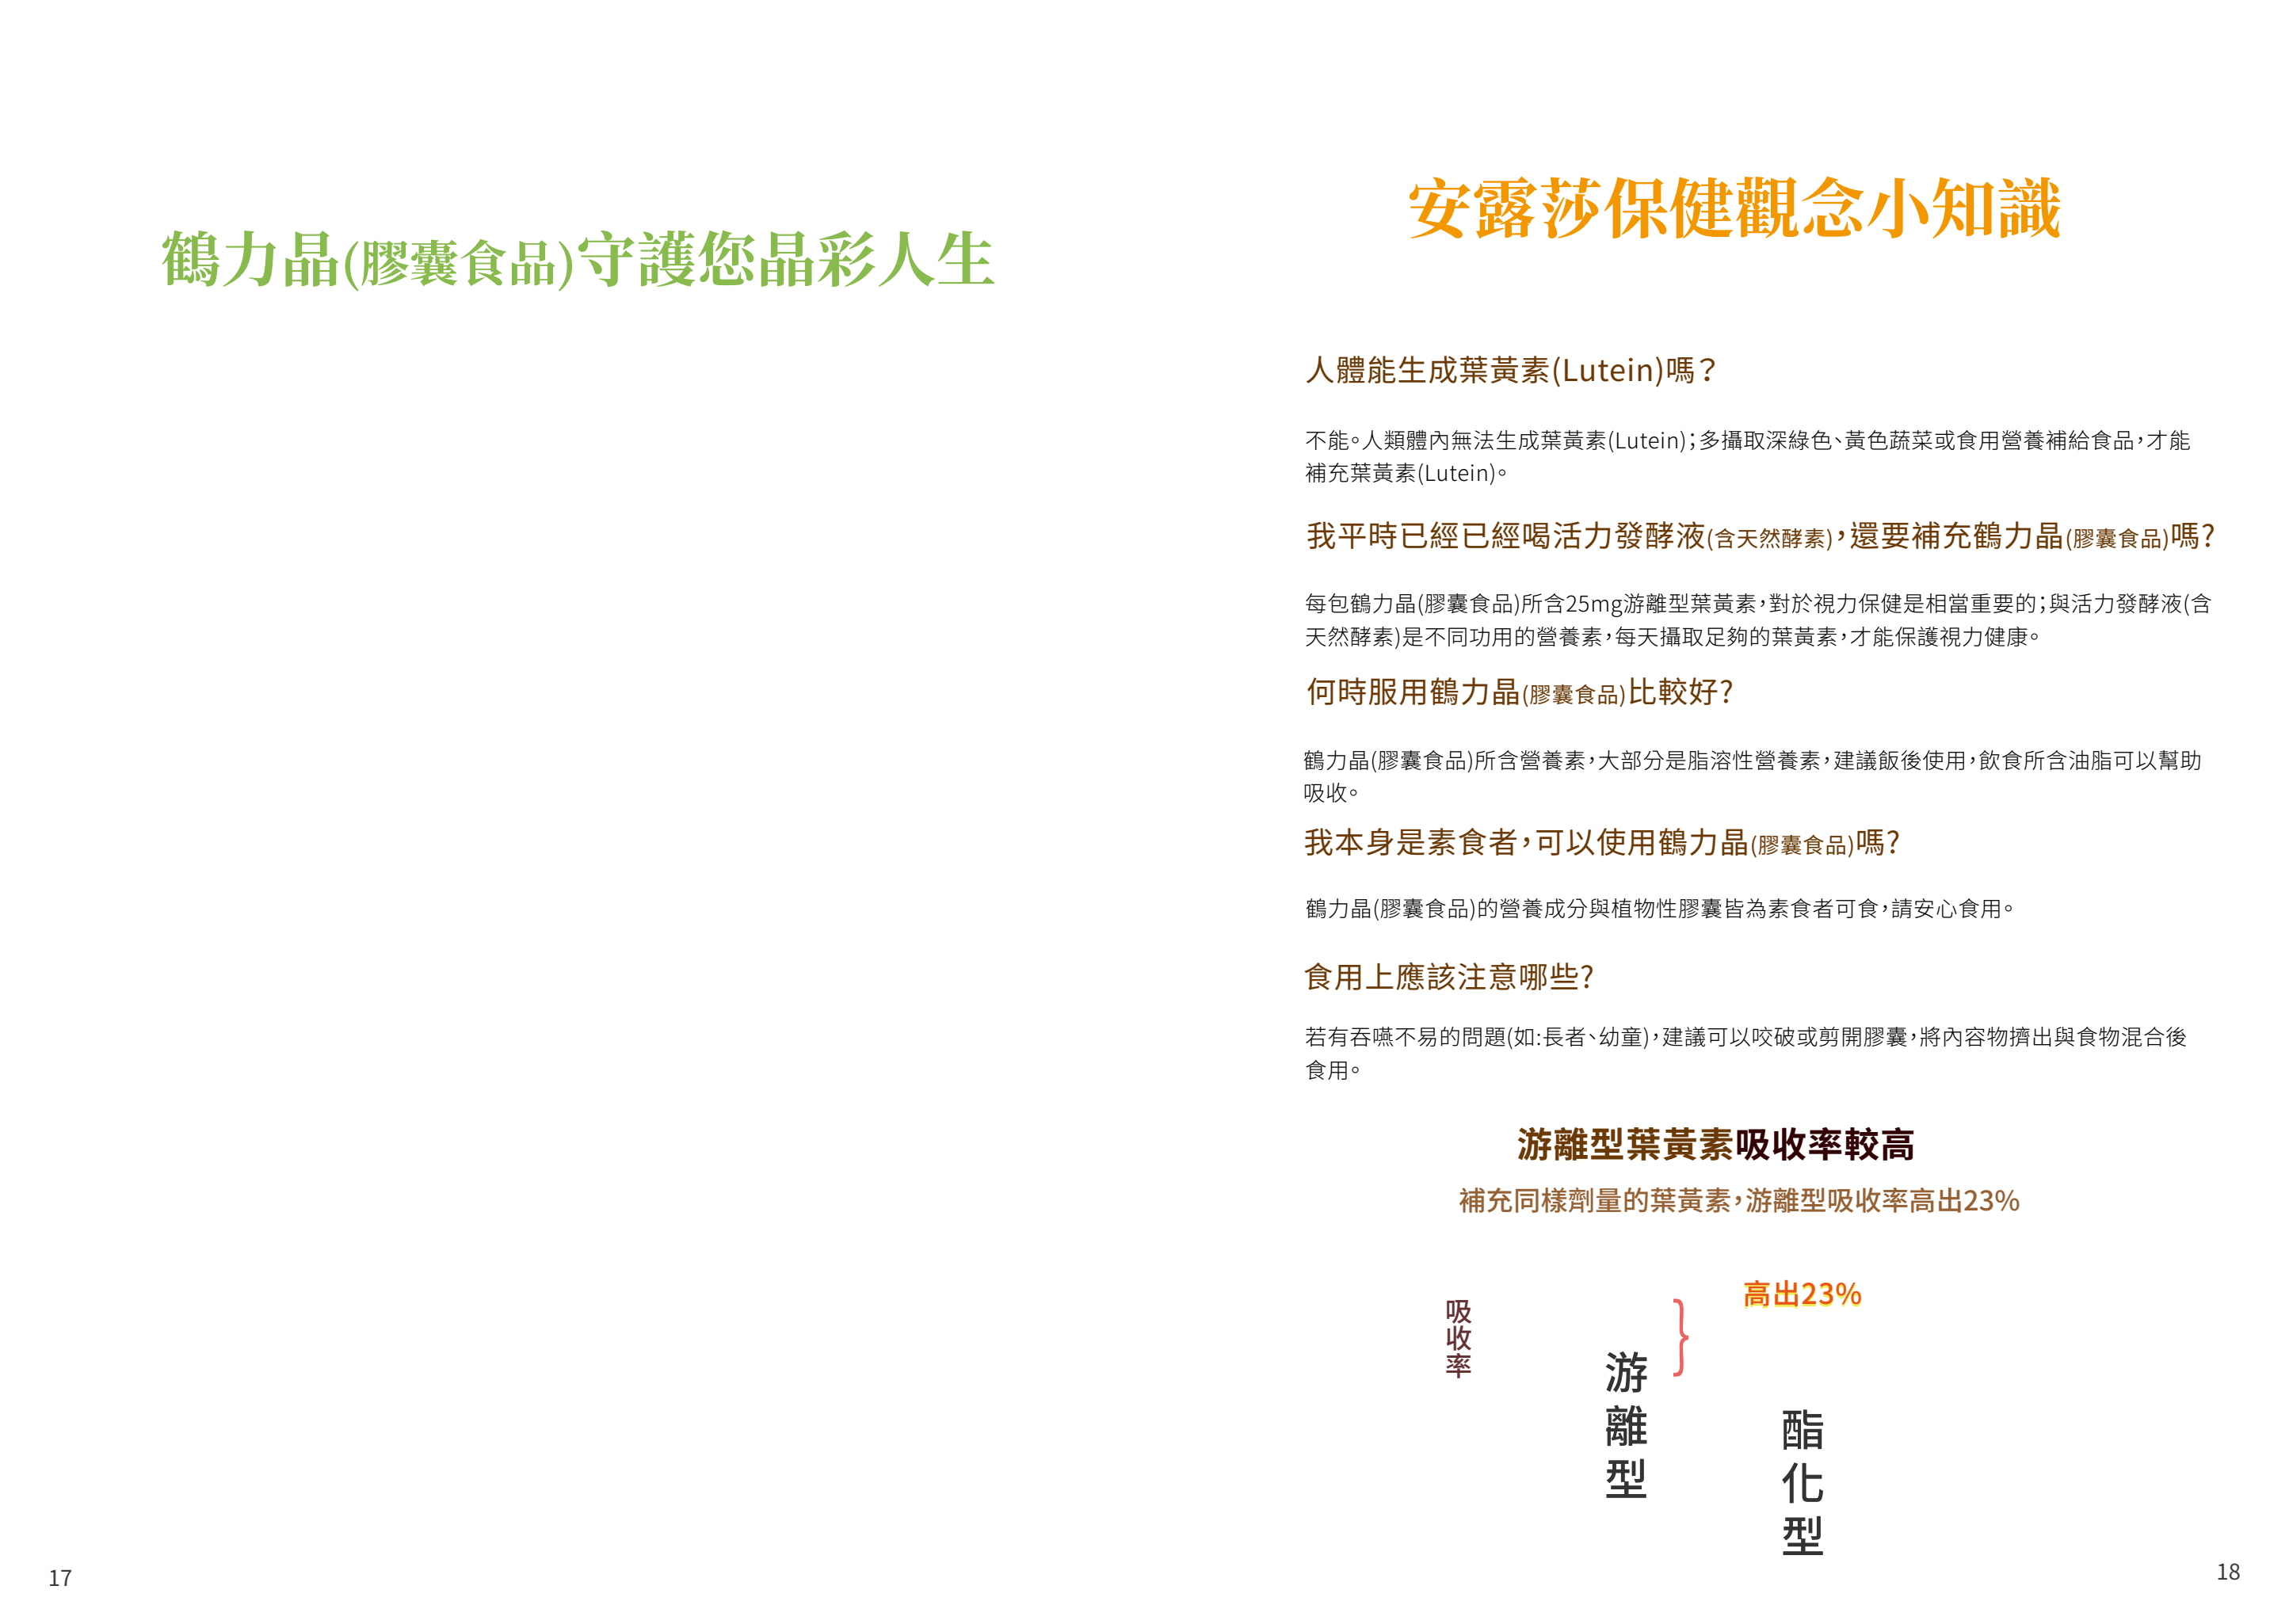 鶴力晶(膠囊食品)守護您晶彩人生
17
安露莎保健觀念小知識
人體能生成葉黃素(Lutein)嗎？
不能。人類體內無法生成葉黃素(Lutein)；多攝取深綠色、黃色蔬菜或食用營養補給食品，才能
補充葉黃素(Lutein)。
我平時已經已經喝活力發酵液(含天然酵素)，還要補充鶴力晶(膠囊食品)嗎?
每包鶴力晶(膠囊食品)所含25mg游離型葉黃素，對於視力保健是相當重要的；與活力發酵液(含
天然酵素)是不同功用的營養素，每天攝取足夠的葉黃素，才能保護視力健康。
何時服用鶴力晶(膠囊食品)比較好?
鶴力晶(膠囊食品)所含營養素，大部分是脂溶性營養素，建議飯後使用，飲食所含油脂可以幫助
吸收。
我本身是素食者，可以使用鶴力晶(膠囊食品)嗎?
鶴力晶(膠囊食品)的營養成分與植物性膠囊皆為素食者可食，請安心食用。
食用上應該注意哪些?
若有吞嚥不易的問題(如:長者、幼童)，建議可以咬破或剪開膠囊，將內容物擠出與食物混合後
食用。
游離型葉黃素吸收率較高
補充同樣劑量的葉黃素，游離型吸收率高出23%
吸收率
游離型
}
高出23%
酯化型
18